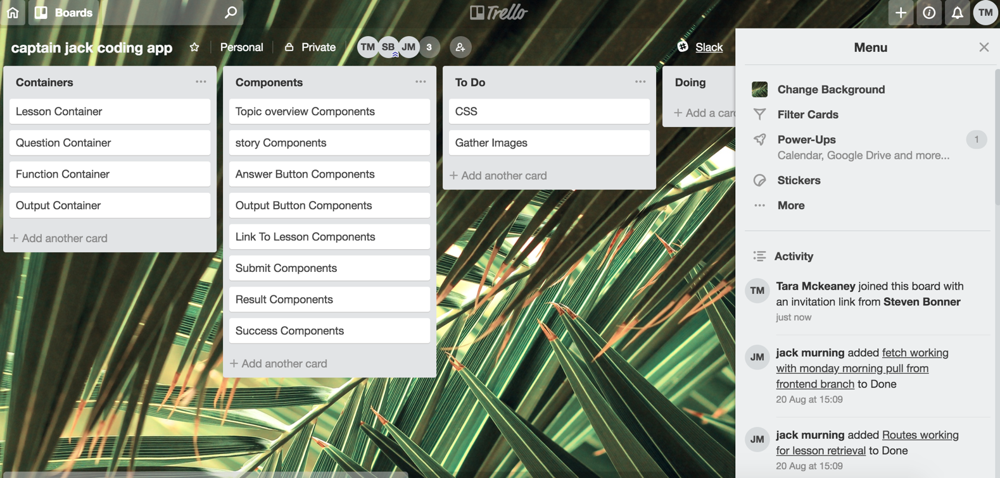 Boards
Trello
TM
captain jack coding app
Personal
Private
TM SB JM 3
Slack
Containers
Lesson Container
Question Container
Function Container
Output Container
+ Add another card
Components
Topic overview Components
story Components
Answer Button Components
Output Button Components
Link To Lesson Components
Submit Components
Result Components
Success Components
+ Add another card
To Do
CSS
Gather Images
+ Add another card
Doing
+ Add a car
Menu
Change Background
Filter Cards
Power-Ups
1
Calendar, Google Drive and more...
Stickers
More
Activity
TM
Tara Mckeaney joined this board with
an invitation link from Steven Bonner
just now
JM
jack murning added fetch working
with monday morning pull from
frontend branch to Done
20 Aug at 15:09
JM
jack murning added Routes working
for lesson retrieval to Done
20 Aug at 15:09